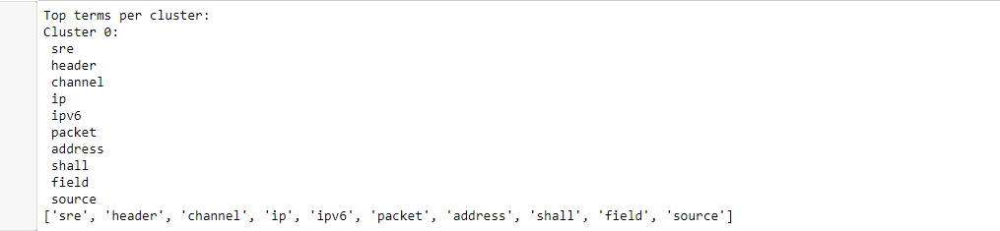 Top terms per cluster:
Cluster 0:
sre
header
channel
ip
ipv6
packet
address
shall
field
source
['sre', 'header', 'channel', 'ip', 'ipv6', 'packet', 'address', 'shall', 'field', 'source']